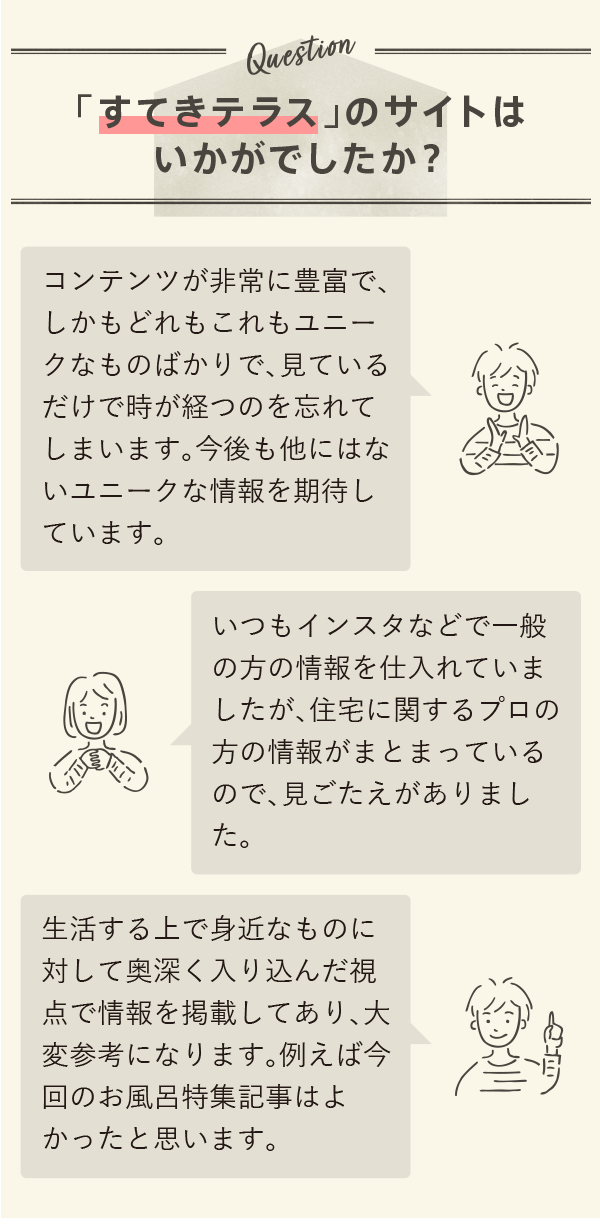 Question
「すてきテラス」のサイトは
いかがでしたか？
コンテンツが非常に豊富で、
しかもどれもこれもユニー
クなものばかりで、見ている
だけで時が経つのを忘れて
しまいます。今後も他にはな
いユニークな情報を期待し
ています。
いつもインスタなどで一般
の方の情報を仕入れていま
したが、住宅に関するプロの
方の情報がまとまっている
ので、見ごたえがありまし
た。
生活する上で身近なものに
対して奥深く入り込んだ視
点で情報を掲載してあり、大
変参考になります。例えば今
回のお風呂特集記事はよ
かったと思います。